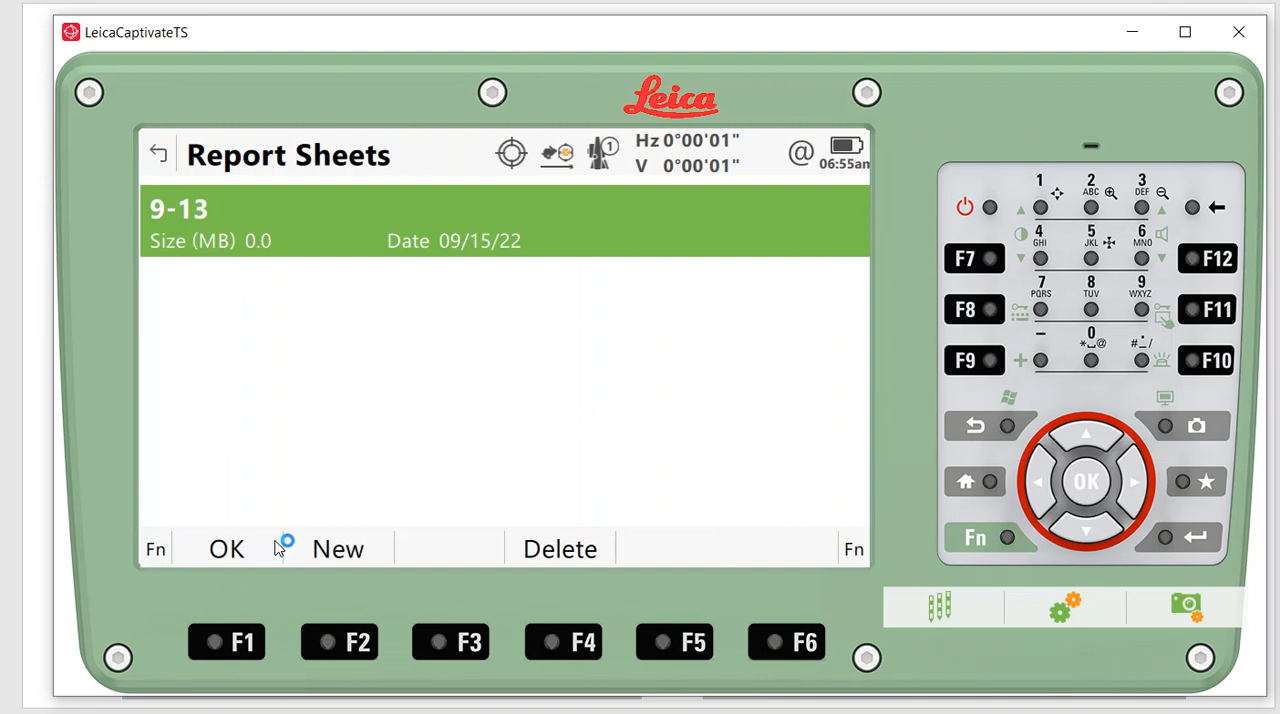 LeicaCaptivateTS
Leica
Report Sheets
1
Hz 0°00'01"
V 0°00'01"
@
06:55am
9-13
Size (MB) 0.0
Date 09/15/22
Fn
OK
New
Delete
Fn
F1
F2
F3
F4
F5
F6
1
2
ABC
3
DEF
4
GHI
5
JKL
6
MNO
F7
F12
7
PQRS
8
TUV
9
WXYZ
F8
F11
-
0
*⎵@
#_./
F9
F10
OK
Fn